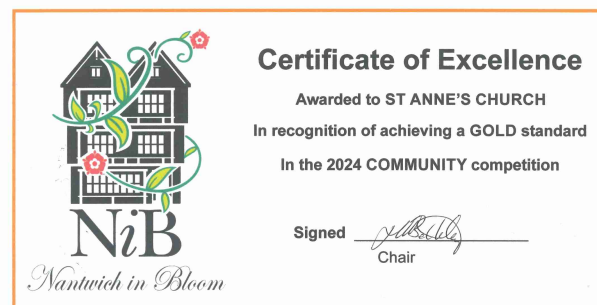 Certificate of Excellence
Awarded to ST ANNE'S CHURCH
In recognition of achieving a GOLD standard
In the 2024 COMMUNITY competition
Signed
Chair
NiB
Nantwich in Bloom